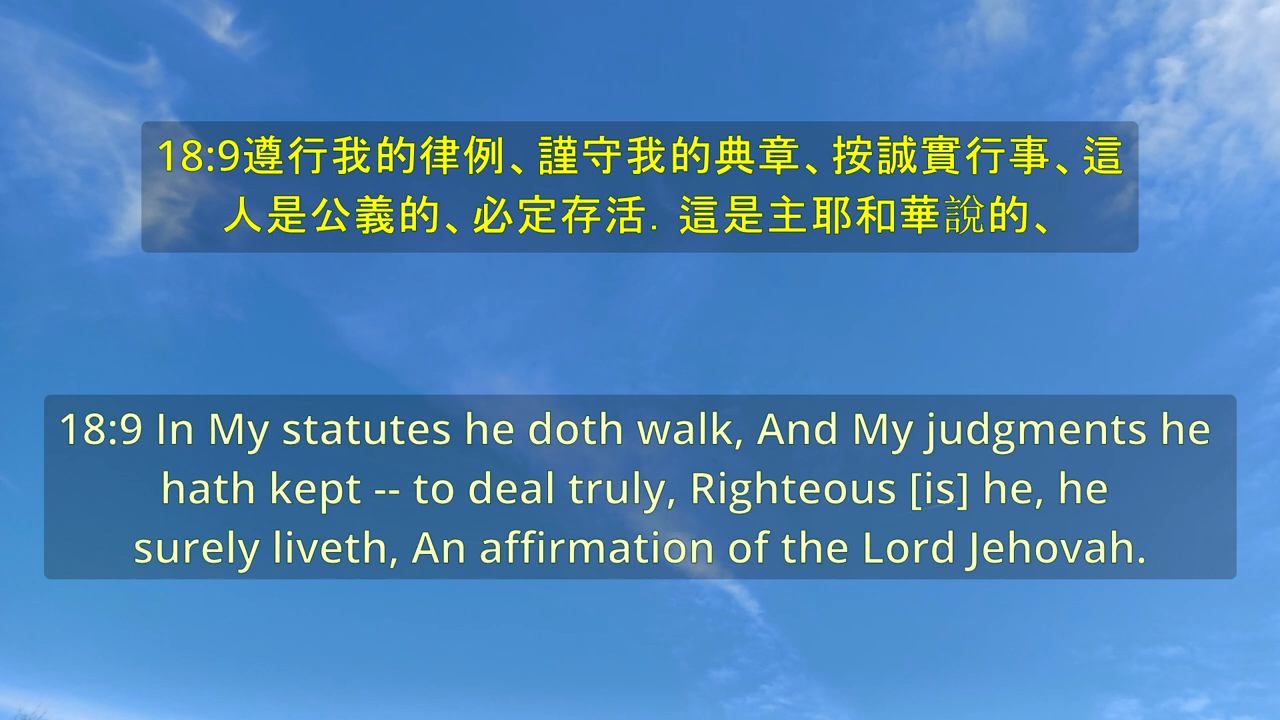 18:9遵行我的律例、謹守我的典章、按誠實行事、這
人是公義的、必定存活．這是主耶和華說的、
18:9 In My statutes he doth walk, And My judgments he
hath kept -- to deal truly, Righteous [is] he, he
surely liveth, An affirmation of the Lord Jehovah.